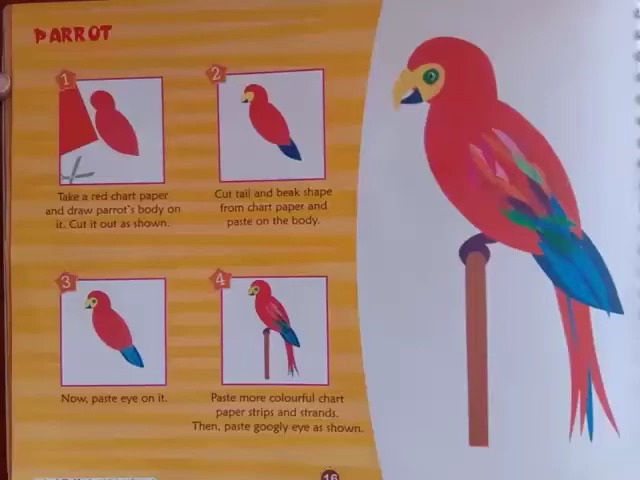 PARROT
1
Take a red chart paper
and draw parrot's body on
it. Cut it out as shown.
2
Cut tail and beak shape
from chart paper and
paste on the body.
3
Now, paste eye on it.
4
Paste more colourful chart
paper strips and strands.
Then, paste googly eye as shown.
16